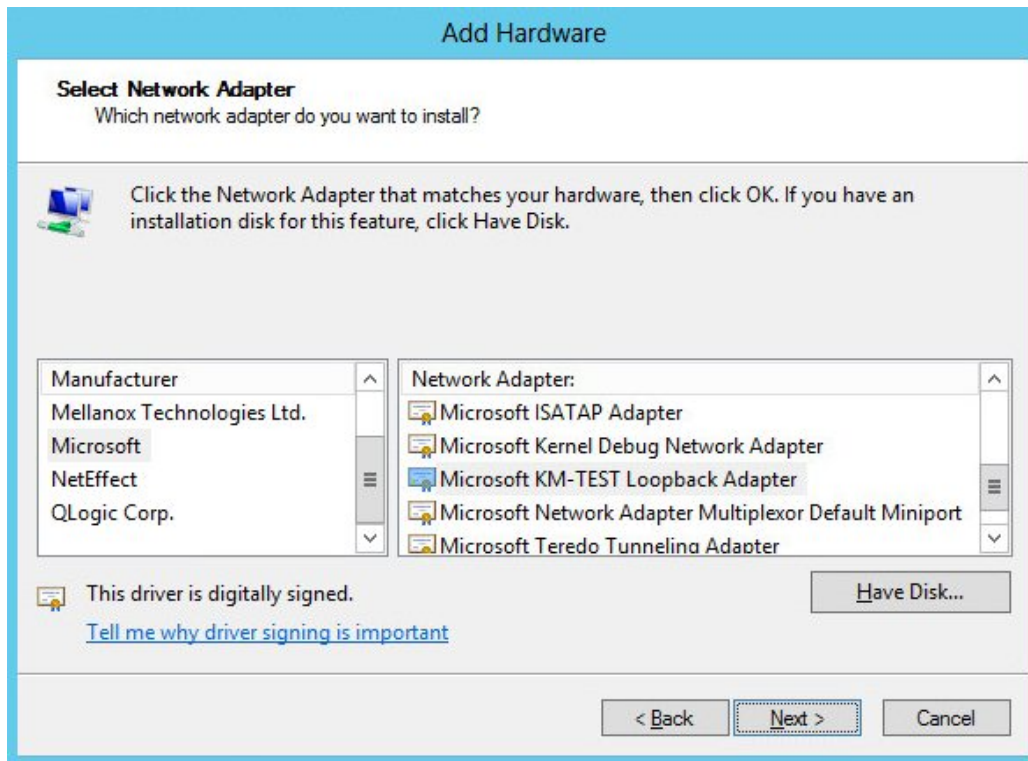 Add Hardware
Select Network Adapter
Which network adapter do you want to install?
Click the Network Adapter that matches your hardware, then click OK. If you have an
installation disk for this feature, click Have Disk.
Manufacturer
Mellanox Technologies Ltd.
Microsoft
NetEffect
QLogic Corp.
Network Adapter:
Microsoft ISATAP Adapter
Microsoft Kernel Debug Network Adapter
Microsoft KM-TEST Loopback Adapter
Microsoft Network Adapter Multiplexor Default Miniport
Microsoft Teredo Tunneling Adapter
This driver is digitally signed.
Tell me why driver signing is important
Have Disk...
< Back
Next >
Cancel